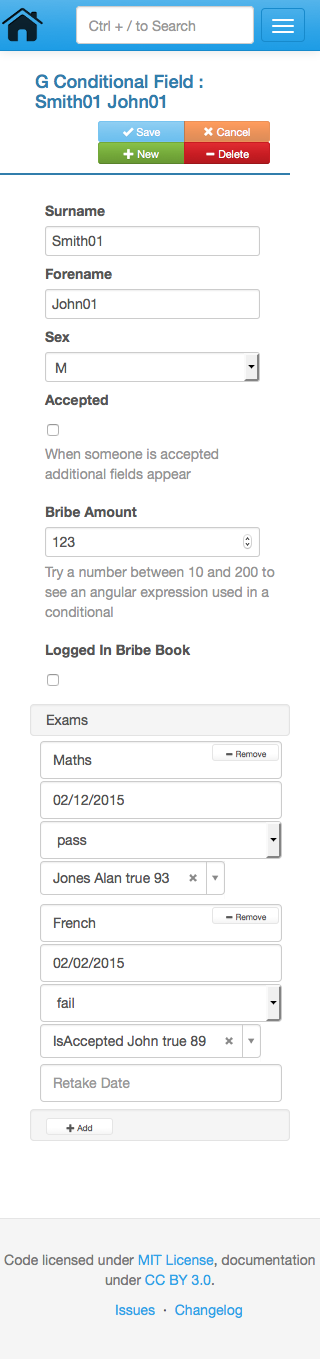 Ctrl + / to Search
G Conditional Field :
Smith01 John01
Save Cancel
New Delete
Surname
Smith01
Forename
John01
Sex
M
Accepted
When someone is accepted
additional fields appear
Bribe Amount
123
Try a number between 10 and 200 to
see an angular expression used in a
conditional
Logged In Bribe Book
Exams
Maths Remove
02/12/2015
pass
Jones Alan true 93
French Remove
02/02/2015
fail
IsAccepted John true 89
Retake Date
Add
Code licensed under MIT License, documentation
under CC BY 3.0.
Issues · Changelog